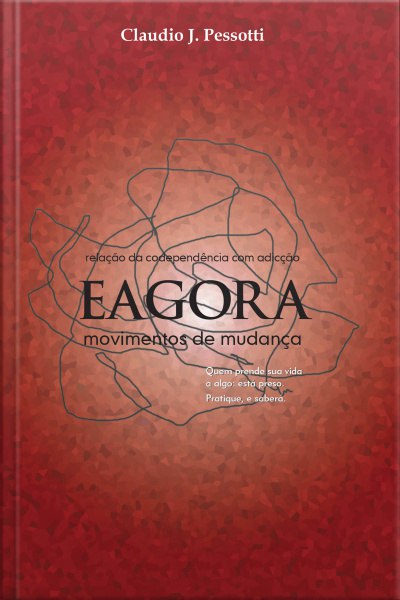 Claudio J. Pessotti
relação da codependência com adicção
EAGORA
movimentos de mudança
Quem prende sua vida
a algo: está preso.
Pratique, e saberá.